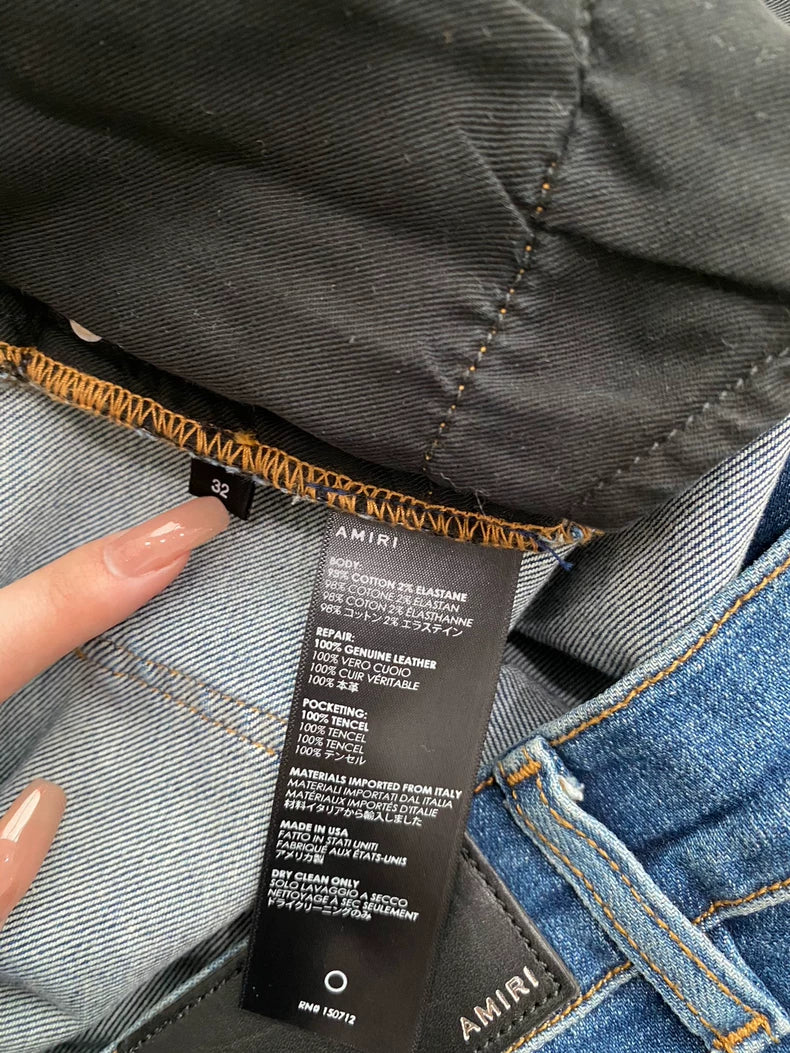 32
AMIRI
BODY:
98% COTTON 2% ELASTANE
98% COTONE 2% ELASTAN
98% COTON 2% ÉLASTHANNE
98% コットン 2% エラステイン
REPAIR:
100% GENUINE LEATHER
100% VERO CUOIO
100% CUIR VÉRITABLE
100% 本革
POCKETING:
100% TENCEL
100% TENCEL
100% TENCEL
100% テンセル
MATERIALS IMPORTED FROM ITALY
MATERIALI IMPORTATI DAL ITALIA
MATÉRIAUX IMPORTÉS D'ITALIE
材料イタリアから輸入しました
MADE IN USA
FATTO IN STATI UNITI
FABRIQUÉ AUX ÉTATS-UNIS
アメリカ製
DRY CLEAN ONLY
SOLO LAVAGGIO A SECCO
NETTOYAGE À SEC SEULEMENT
ドライクリーニングのみ
RN# 150712
AMIRI